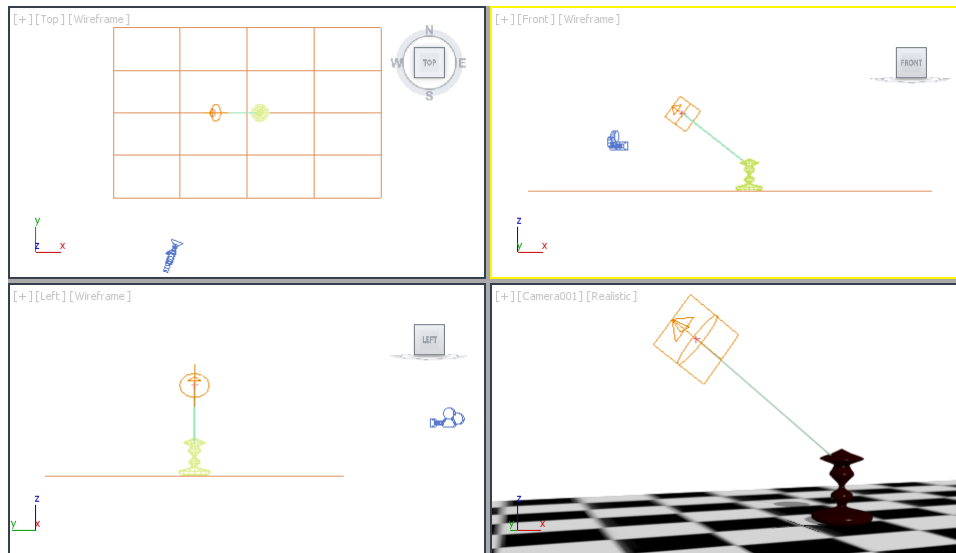 [+] [Top] [Wireframe]
N
W TOP E
S
y
z x
[+] [Front] [Wireframe]
FRONT
z
y x
[+] [Left] [Wireframe]
LEFT
z
y x
[+] [Camera001] [Realistic]
z
y x